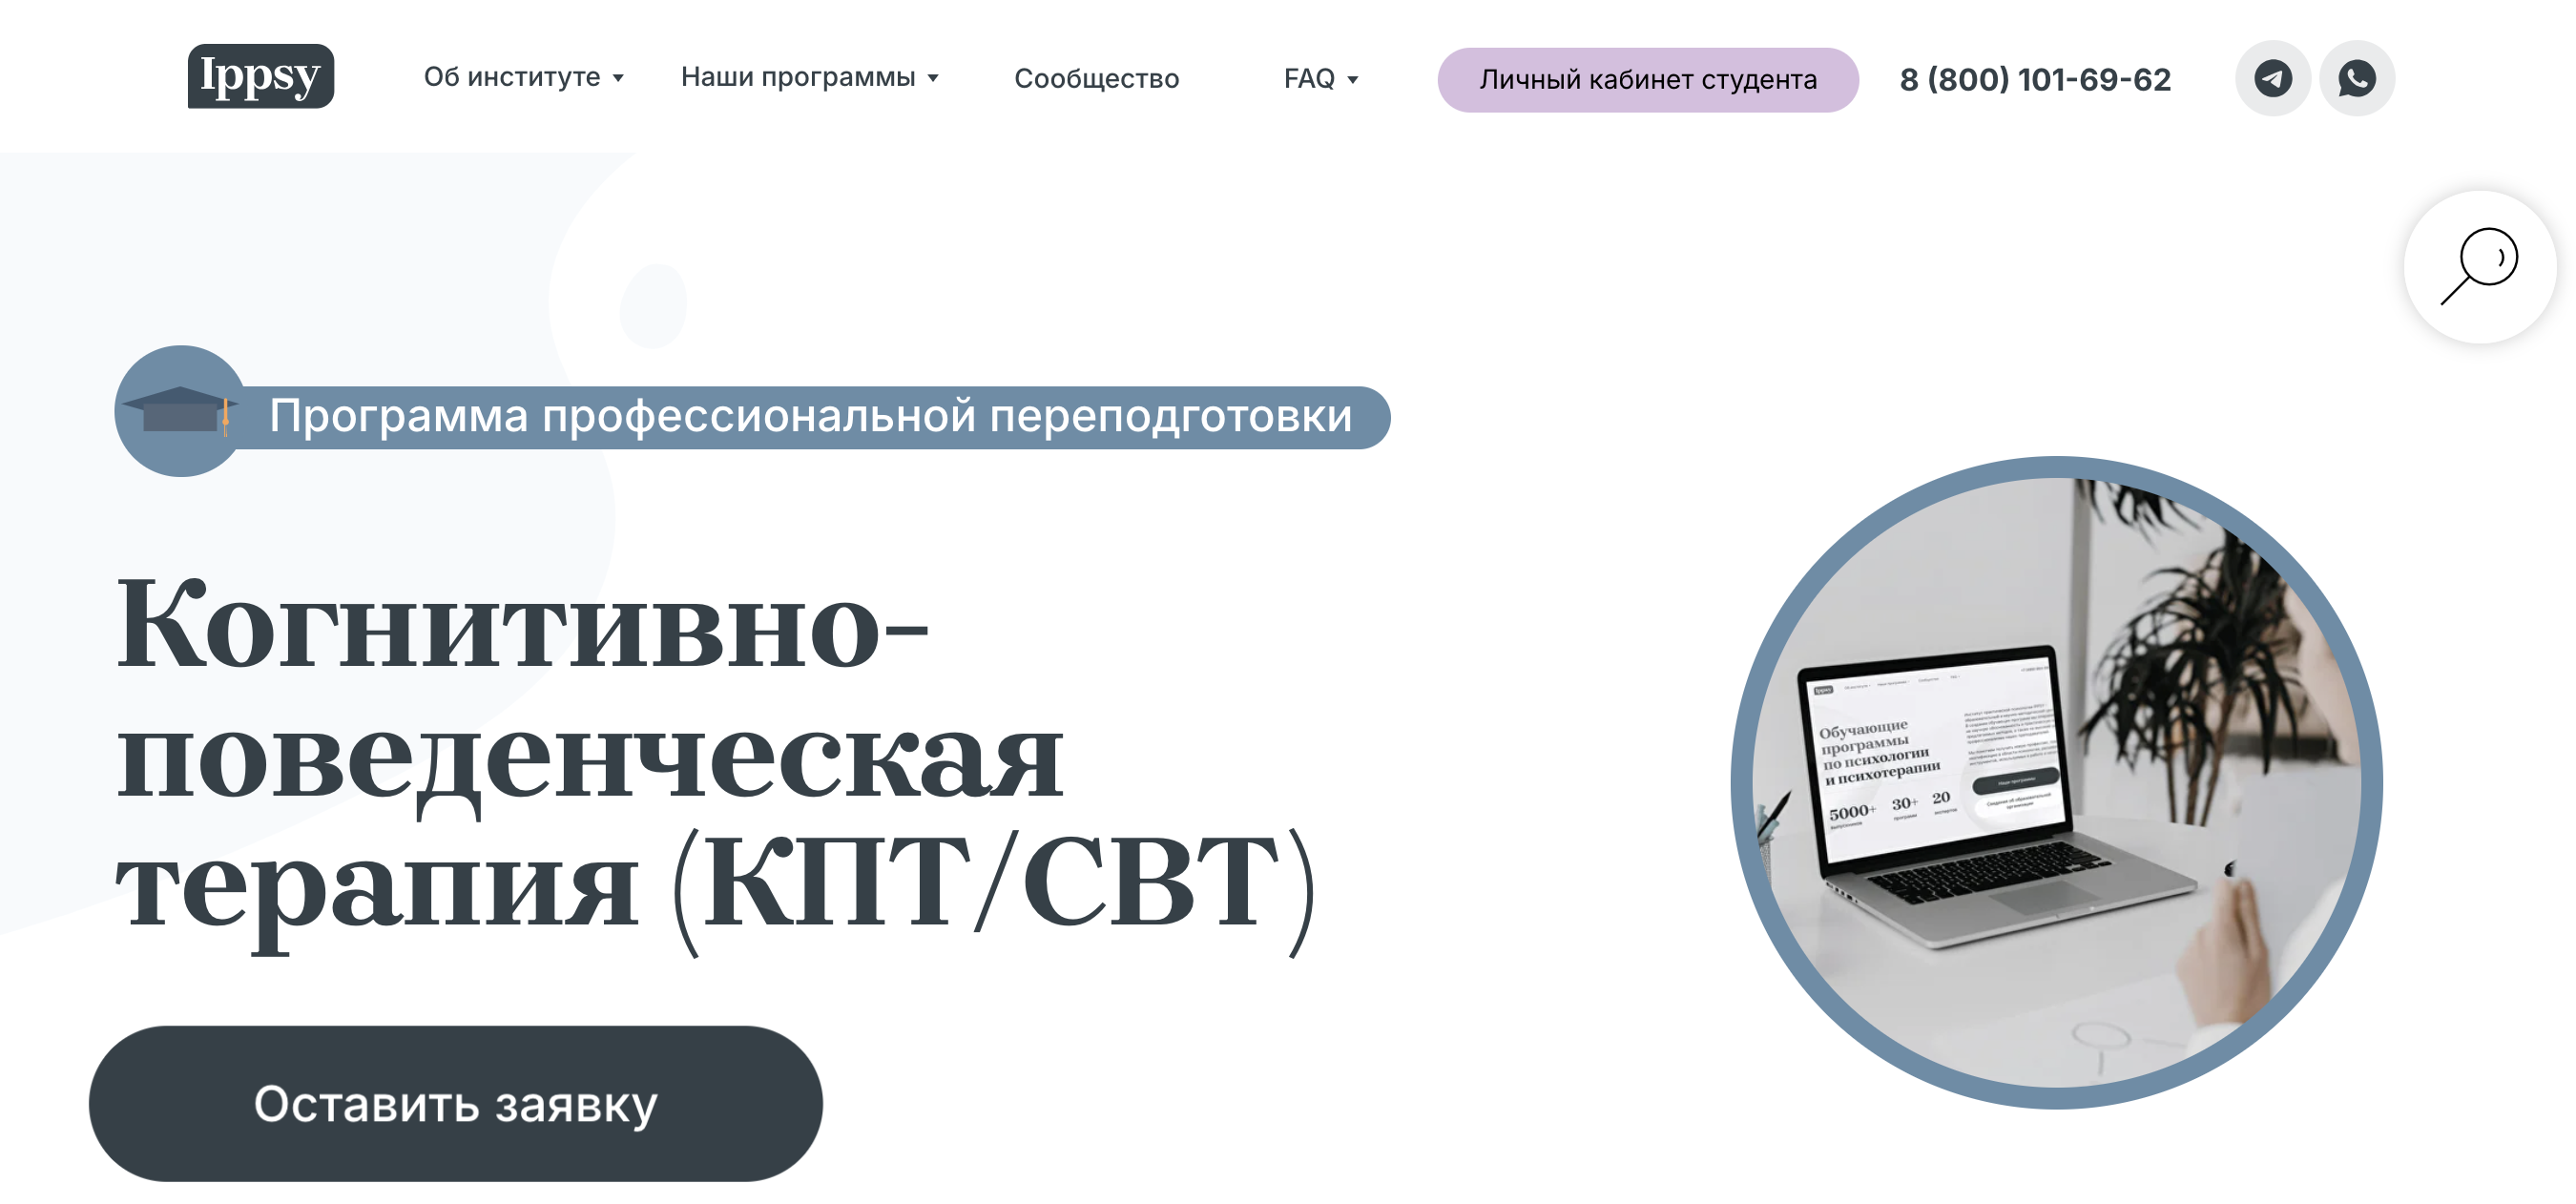 Ippsy
Об институте
Наши программы
Сообщество
FAQ
Личный кабинет студента
8 (800) 101-69-62
Программа профессиональной переподготовки
Когнитивно-
поведенческая
терапия (КПТ/CBT)
Оставить заявку
Ippsy
Обучающие
программы
по психологии
и психотерапии
5000+
30+
20